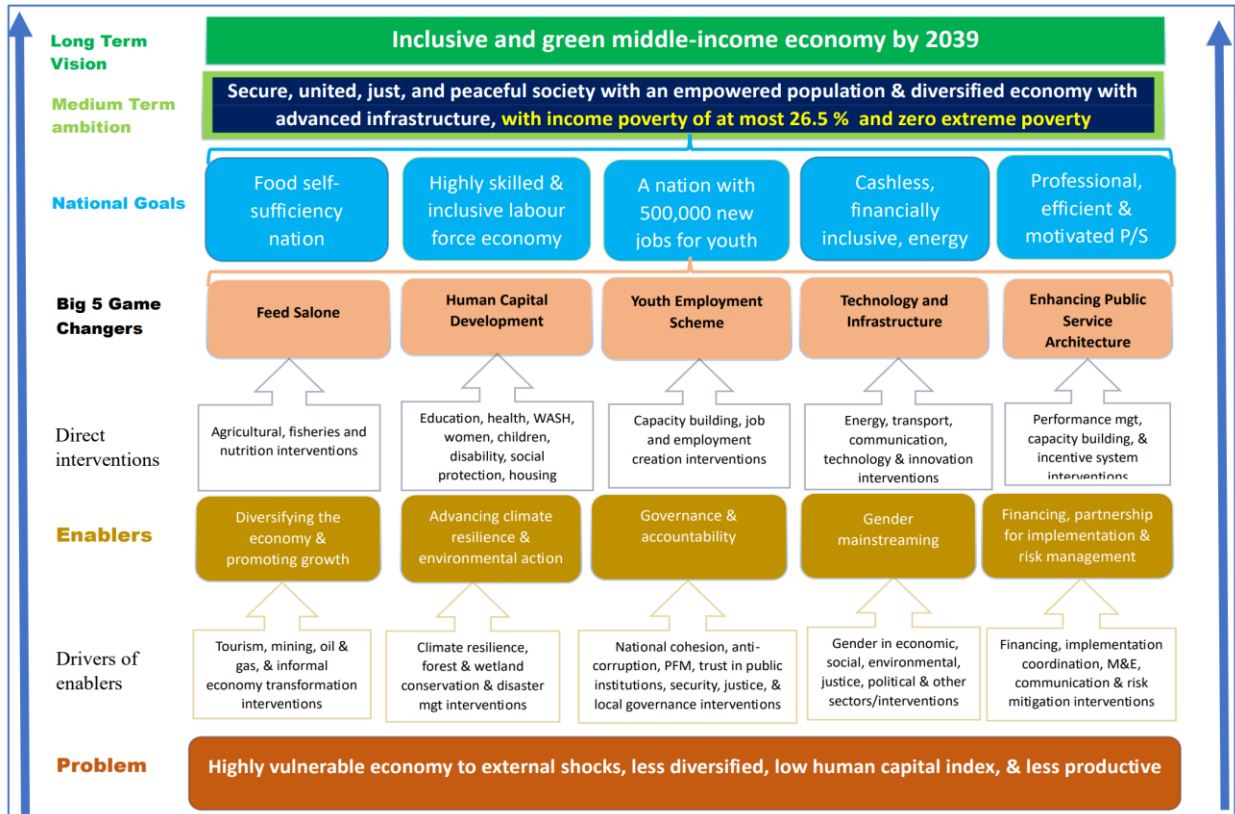 Long Term
Vision
Inclusive and green middle-income economy by 2039
Medium Term
ambition
Secure, united, just, and peaceful society with an empowered population & diversified economy with
advanced infrastructure, with income poverty of at most 26.5 % and zero extreme poverty
National Goals
Food self-
sufficiency
nation
Highly skilled &
inclusive labour
force economy
A nation with
500,000 new
jobs for youth
Cashless,
financially
inclusive, energy
Professional,
efficient &
motivated P/S
Big 5 Game
Changers
Feed Salone
Human Capital
Development
Youth Employment
Scheme
Technology and
Infrastructure
Enhancing Public
Service
Architecture
Direct
interventions
Agricultural, fisheries and
nutrition interventions
Education, health, WASH,
women, children,
disability, social
protection, housing
Capacity building, job
and employment
creation interventions
Energy, transport,
communication,
technology & innovation
interventions
Performance mgt,
capacity building, &
incentive system
interventions
Enablers
Diversifying the
economy &
promoting growth
Advancing climate
resilience &
environmental action
Governance &
accountability
Gender
mainstreaming
Financing, partnership
for implementation &
risk management
Drivers of
enablers
Tourism, mining, oil &
gas, & informal
economy transformation
interventions
Climate resilience,
forest & wetland
conservation & disaster
mgt interventions
National cohesion, anti-
corruption, PFM, trust in public
institutions, security, justice, &
local governance interventions
Gender in economic,
social, environmental,
justice, political & other
sectors/interventions
Financing, implementation
coordination, M&E,
communication & risk
mitigation interventions
Problem
Highly vulnerable economy to external shocks, less diversified, low human capital index, & less productive